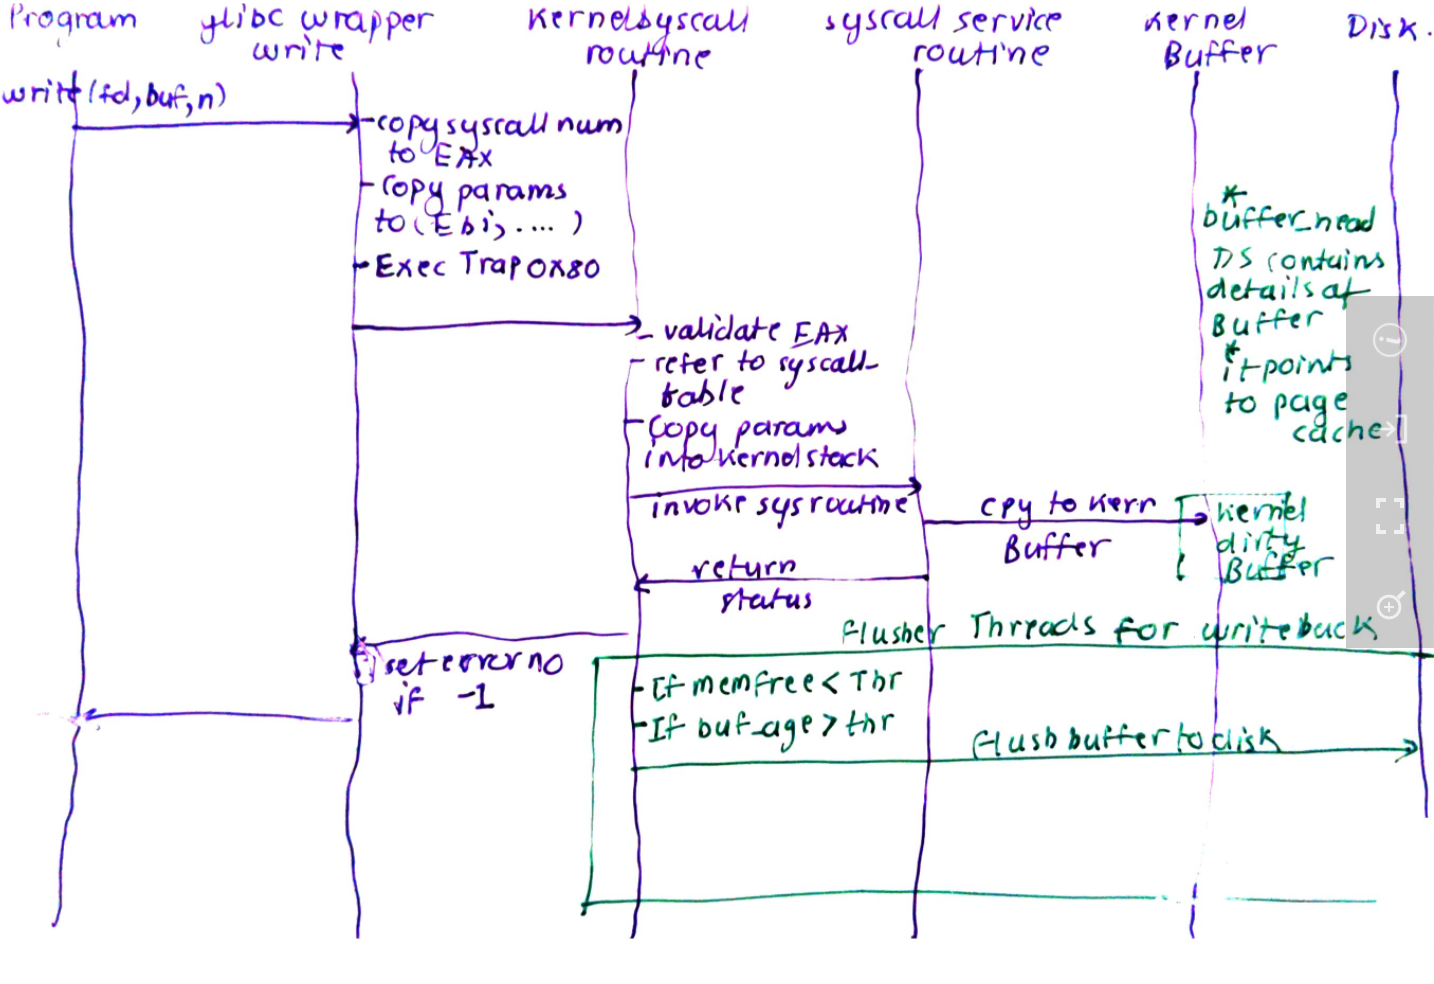 Program
glibc wrapper
write
Kernel syscall
routine
syscall service
routine
Kernel
Buffer
Disk.
write(fd,buf,n)
-copy syscall num
to EAX
- Copy params
to (Ebi, .... )
- Exec Trap 0x80
- validate EAX
- refer to syscall
table
- Copy params
into kernel stack
invoke sys routine
cpy to Kern
Buffer
kernel
dirty
Buffer
*
buffer_head
DS contains
details of
Buffer
*
it points
to page
cache
return
status
set errorno
if -1
flusher Threads for writeback
- If memfree < Thr
- If buf_age > thr
flush buffer to disk